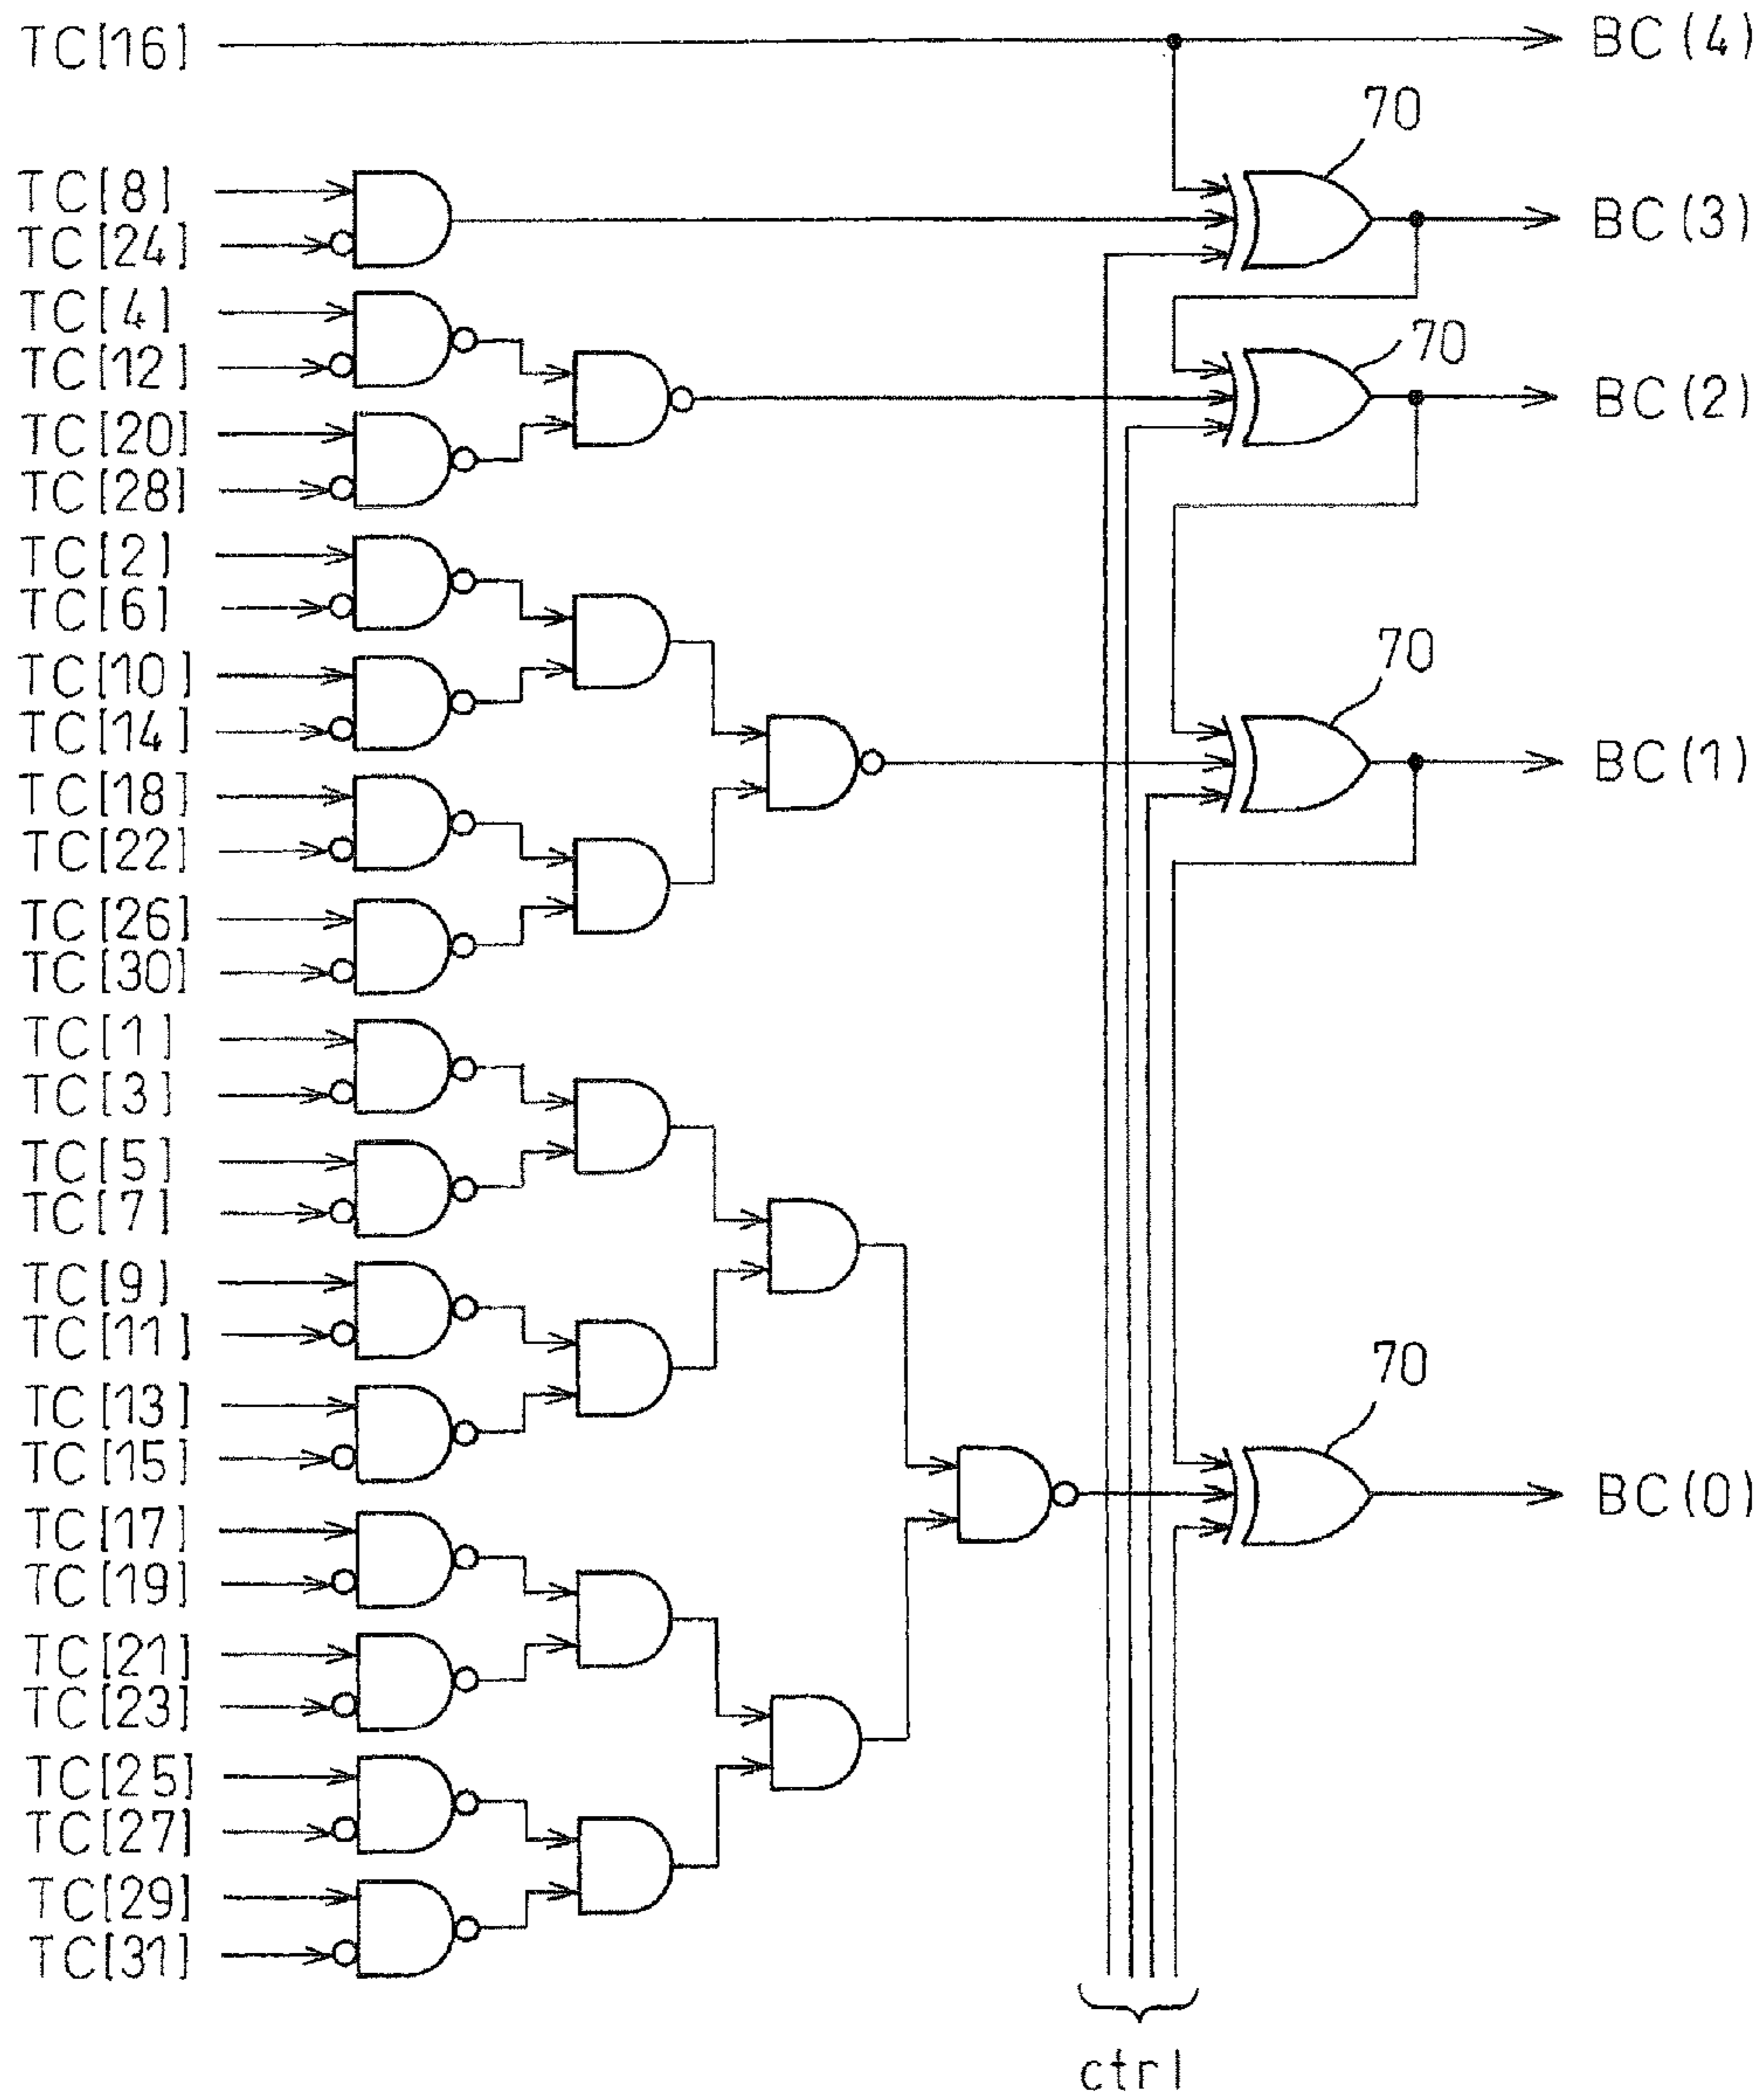 TC[16] BC(4)
70
TC[8]
TC[24] BC(3)
TC[4]
70
TC[12] BC(2)
TC[20]
TC[28]
TC[2]
TC[6]
70
TC[10]
TC[14] BC(1)
TC[18]
TC[22]
TC[26]
TC[30]
TC[1]
TC[3]
TC[5]
TC[7]
TC[9]
TC[11]
70
TC[13]
TC[15] BC(0)
TC[17]
TC[19]
TC[21]
TC[23]
TC[25]
TC[27]
TC[29]
TC[31]
ctrl